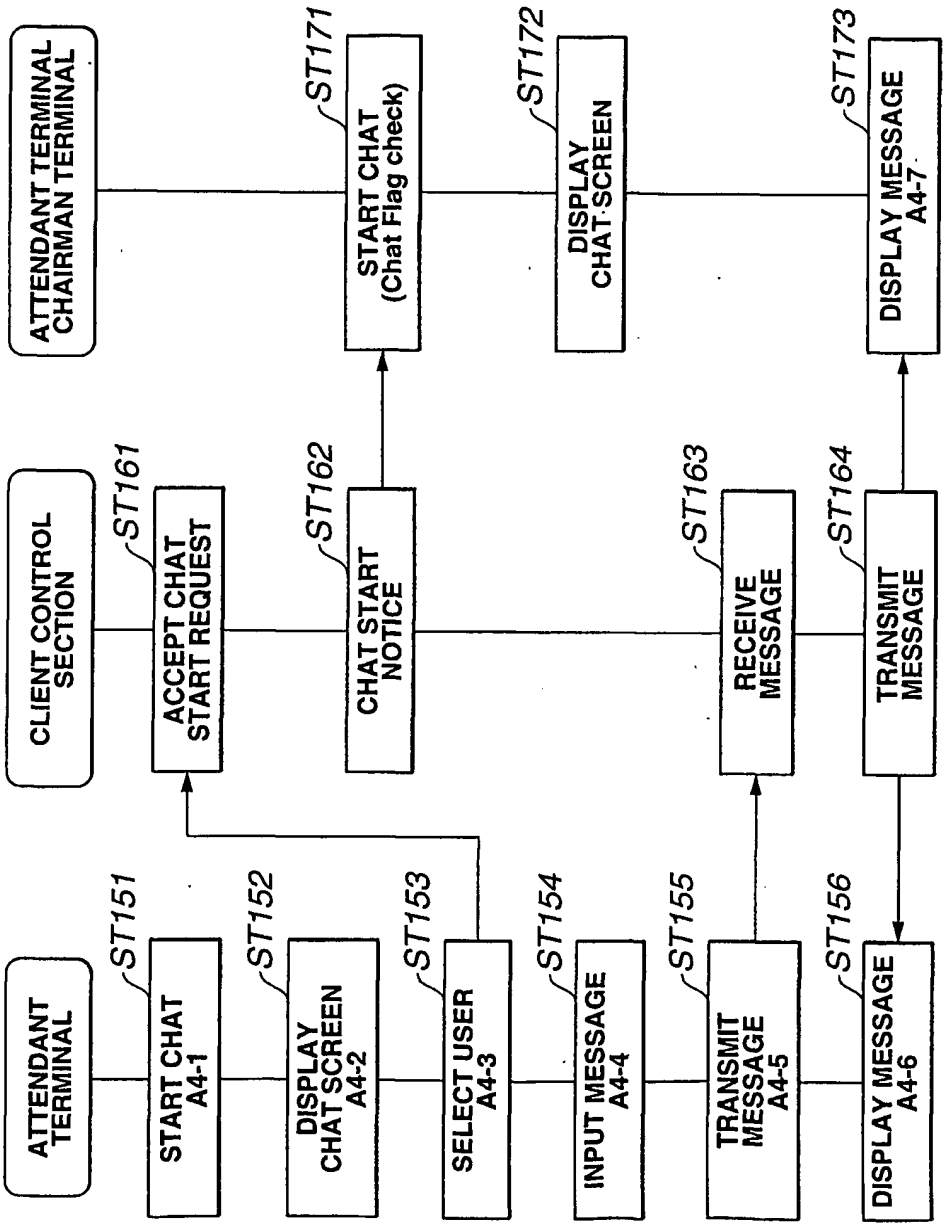 ATTENDANT
TERMINAL
START CHAT
A4-1
ST151
DISPLAY
CHAT SCREEN
A4-2
ST152
SELECT USER
A4-3
ST153
INPUT MESSAGE
A4-4
ST154
TRANSMIT
MESSAGE
A4-5
ST155
DISPLAY MESSAGE
A4-6
ST156
CLIENT CONTROL
SECTION
ACCEPT CHAT
START REQUEST
ST161
CHAT START
NOTICE
ST162
RECEIVE
MESSAGE
ST163
TRANSMIT
MESSAGE
ST164
ATTENDANT TERMINAL
CHAIRMAN TERMINAL
START CHAT
(Chat Flag check)
ST171
DISPLAY
CHAT SCREEN
ST172
DISPLAY MESSAGE
A4-7
ST173